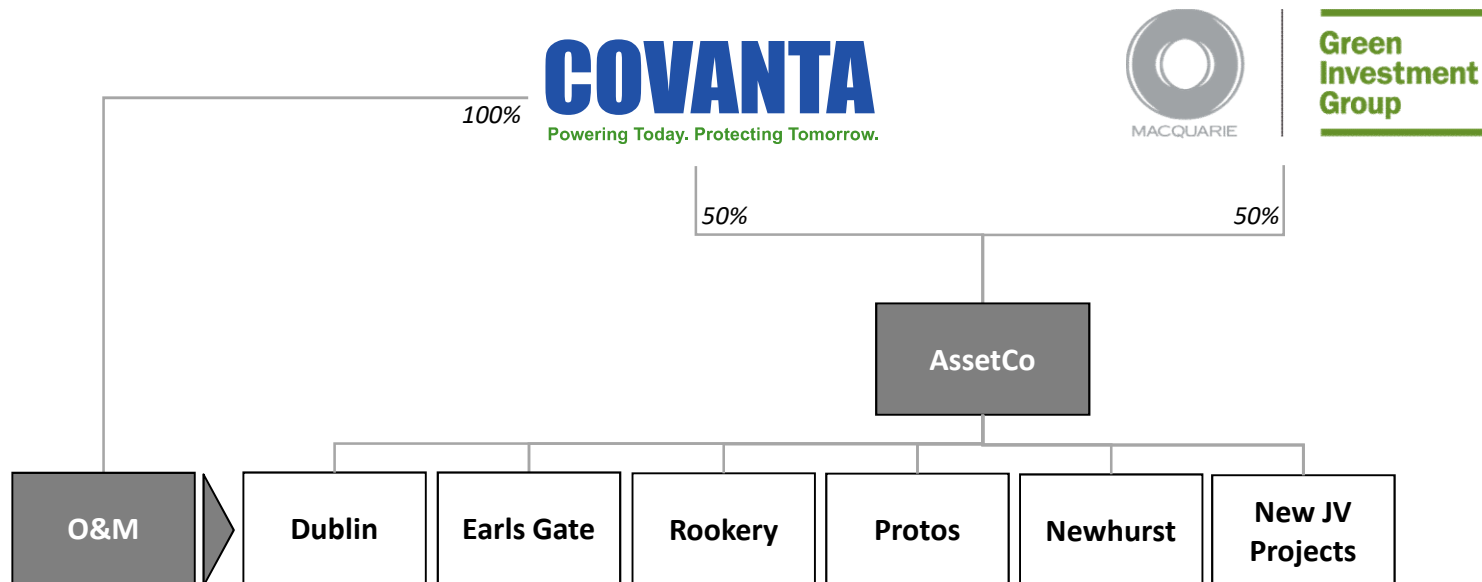 COVANTA
Powering Today. Protecting Tomorrow.
MACQUARIE
Green
Investment
Group
100%
50%
50%
AssetCo
O&M
Dublin
Earls Gate
Rookery
Protos
Newhurst
New JV
Projects